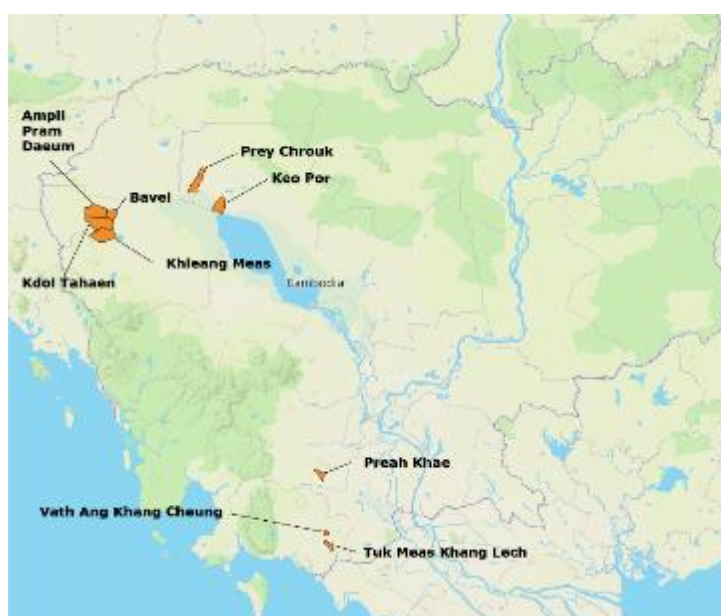 Ampil
Pram
Daeum
Prey Chrouk
Keo Por
Bavel
Khleang Meas
Kdol Tahaen
Cambodia
Preah Khae
Vath Ang Khang Cheung
Tuk Meas Khang Lech